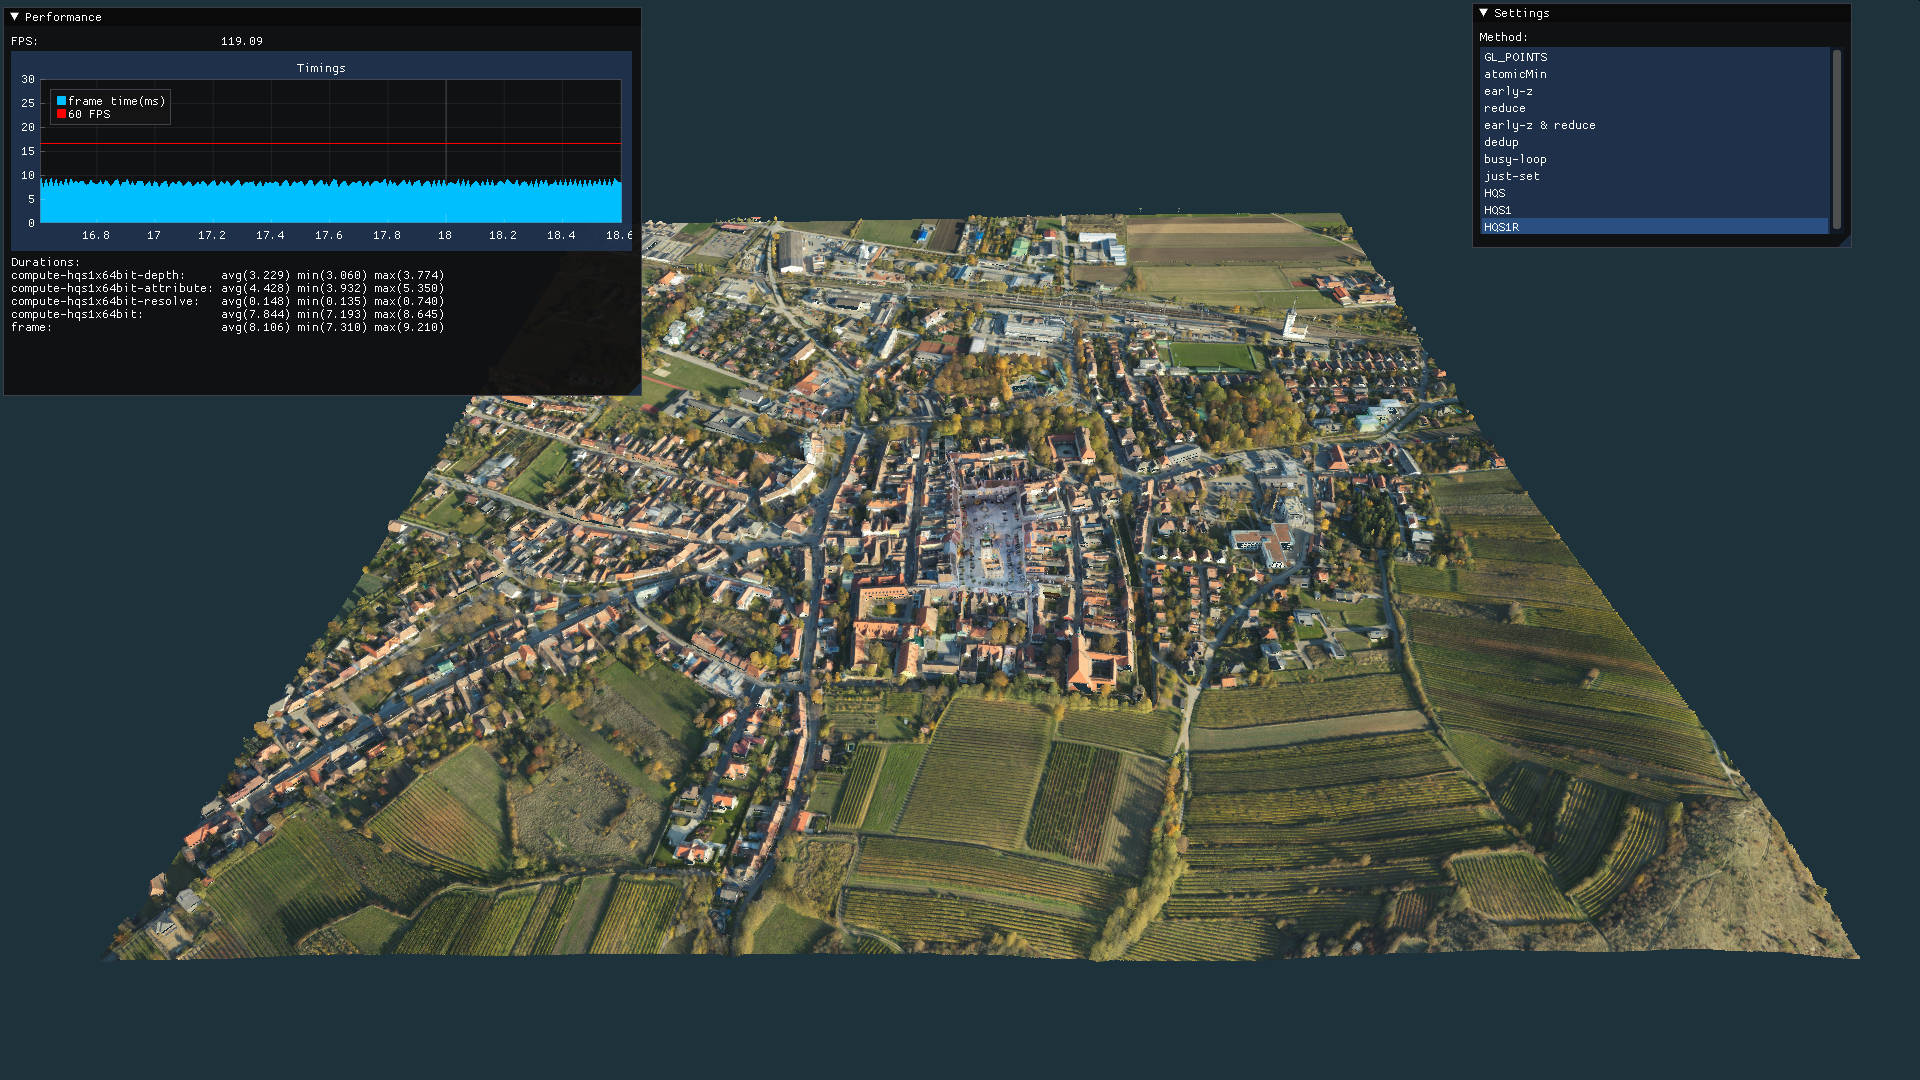 Performance
FPS: 119.09
Timings
30
25
20
15
10
5
0
frame time(ms)
60 FPS
16.8 17 17.2 17.4 17.6 17.8 18 18.2 18.4 18.6
Durations:
compute-hqs1x64bit-depth: avg(3.229) min(3.060) max(3.774)
compute-hqs1x64bit-attribute: avg(4.428) min(3.932) max(5.350)
compute-hqs1x64bit-resolve: avg(0.148) min(0.135) max(0.740)
compute-hqs1x64bit: avg(7.844) min(7.193) max(8.645)
frame: avg(8.106) min(7.310) max(9.210)
Settings
Method:
GL_POINTS
atomicMin
early-z
reduce
early-z & reduce
dedup
busy-loop
just-set
HQS
HQS1
HQS1R